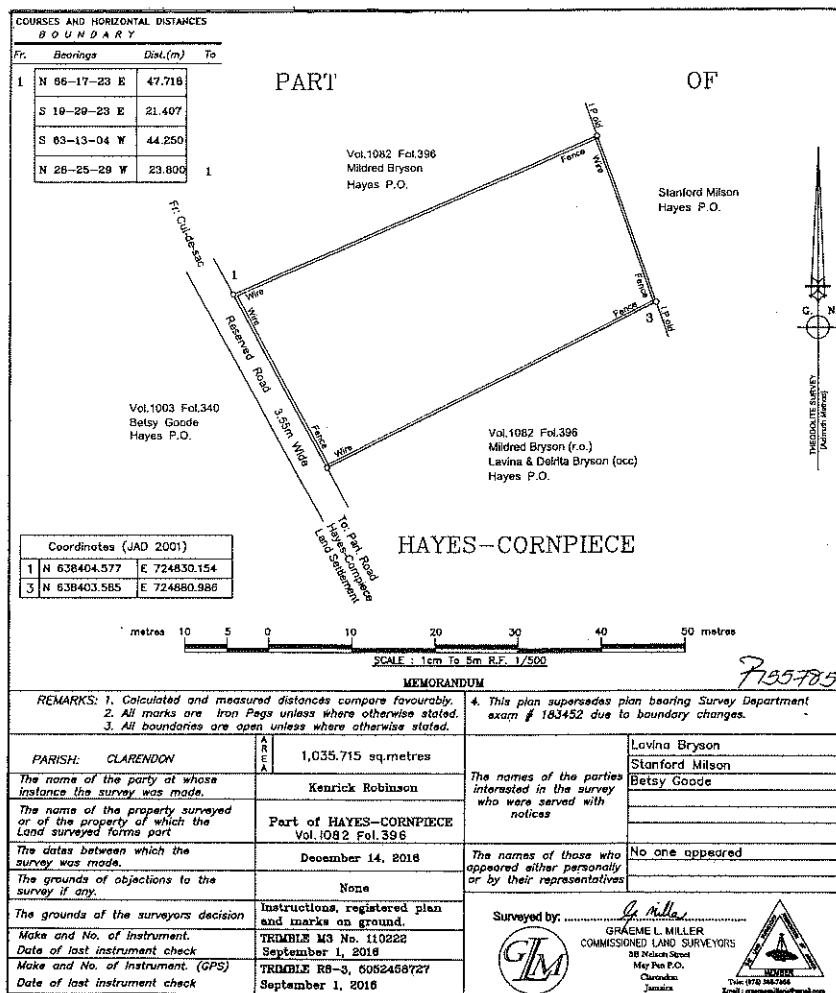 COURSES AND HORIZONTAL DISTANCES
BOUNDARY
Fr. Bearings Dist.(m) To
1 N 66-17-23 E 47.718
S 19-29-23 E 21.407
S 63-13-04 W 44.250
N 28-25-29 W 23.800 1
PART OF
I.P old
Vol.1082 Fol.396
Mildred Bryson
Hayes P.O.
Fence
Wire
Stanford Milson
Hayes P.O.
Fr: Cul-de-sac
1
Wire
Wire
Fence
Fence
I.P old
3
G. N
THEODOLITE SURVEY
(Azimuth Method)
Reserved Road 3.55m Wide
Vol.1003 Fol.340
Betsy Goode
Hayes P.O.
Fence
Wire
Vol.1082 Fol.396
Mildred Bryson (r.o.)
Lavina & Deirita Bryson (occ)
Hayes P.O.
To: Part. Road
Hayes-Cornpiece
Land Settlement
HAYES-CORNPIECE
Coordinates (JAD 2001)
1 N 638404.577 E 724830.154
3 N 638403.585 E 724880.986
metres 10 5 0 10 20 30 40 50 metres
SCALE : 1cm To 5m R.F. 1/500
MEMORANDUM
REMARKS: 1. Calculated and measured distances compare favourably.
2. All marks are Iron Pegs unless where otherwise stated.
3. All boundaries are open unless where otherwise stated.
4. This plan supersedes plan bearing Survey Department
exam # 183452 due to boundary changes.
PARISH: CLARENDON
AREA 1,035.715 sq.metres
The name of the party at whose
instance the survey was made.
Kenrick Robinson
The name of the property surveyed
or of the property of which the
Land surveyed forms part
Part of HAYES-CORNPIECE
Vol.1082 Fol.396
The dates between which the
survey was made.
December 14, 2016
The grounds of objections to the
survey if any.
None
The grounds of the surveyors decision
Instructions, registered plan
and marks on ground.
Make and No. of Instrument.
Date of last instrument check
TRIMBLE M3 No. 110222
September 1, 2016
Make and No. of Instrument. (GPS)
Date of last instrument check
TRIMBLE R8-3, 5052458727
September 1, 2016
The names of the parties
interested in the survey
who were served with
notices
Lavina Bryson
Stanford Milson
Betsy Goode
The names of those who
appeared either personally
or by their representatives
No one appeared
Surveyed by:
GLM
GRAEME L. MILLER
COMMISSIONED LAND SURVEYORS
May Pen P.O.
Clarendon
Jamaica
MEMBER